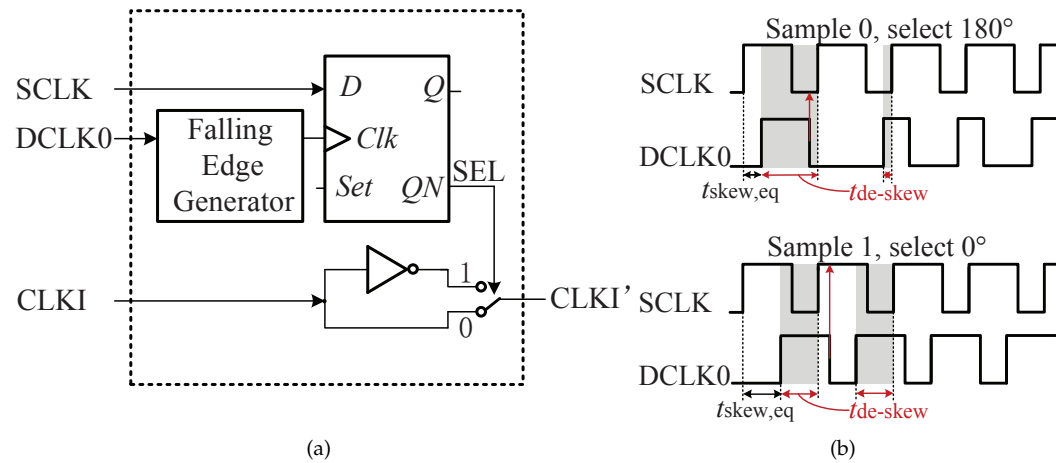 SCLK
DCLK0
Falling
Edge
Generator
D
Q
Clk
Set
QN
SEL
CLKI
1
0
CLKI’
(a)
Sample 0, select 180°
SCLK
DCLK0
tskew,eq
tde-skew
Sample 1, select 0°
SCLK
DCLK0
tskew,eq
tde-skew
(b)